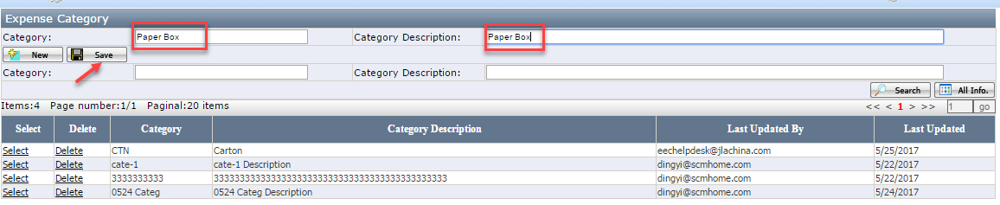 Expense Category
Category: Paper Box Category Description: Paper Box
New Save
Category: Category Description:
Search All Info.
Items:4 Page number:1/1 Paginal:20 items << < 1 > >> 1 go
Select Delete Category Category Description Last Updated By Last Updated
Select Delete CTN Carton eechelpdesk@jlachina.com 5/25/2017
Select Delete cate-1 cate-1 Description dingyi@scmhome.com 5/22/2017
Select Delete 3333333333 dingyi@scmhome.com 5/22/2017
Select Delete 0524 Categ 0524 Categ Description dingyi@scmhome.com 5/24/2017